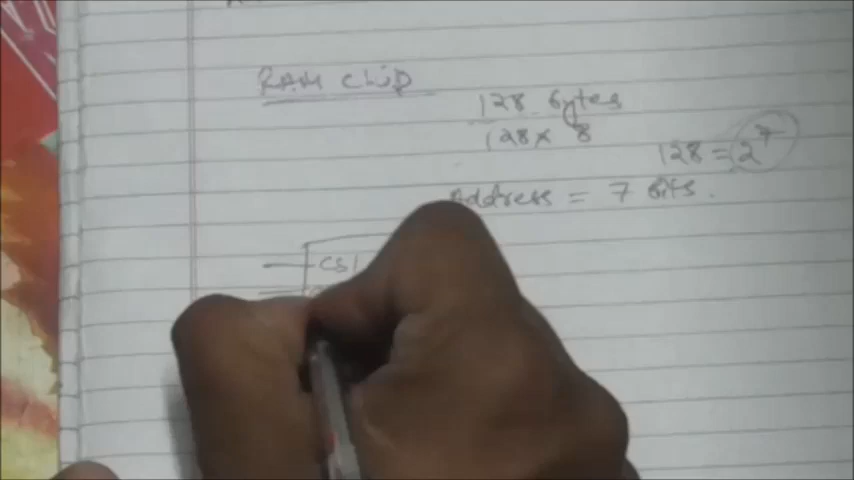 RAM chip
128 Bytes
128 × 8
128 = 2^7
Address = 7 Bits.
CS1